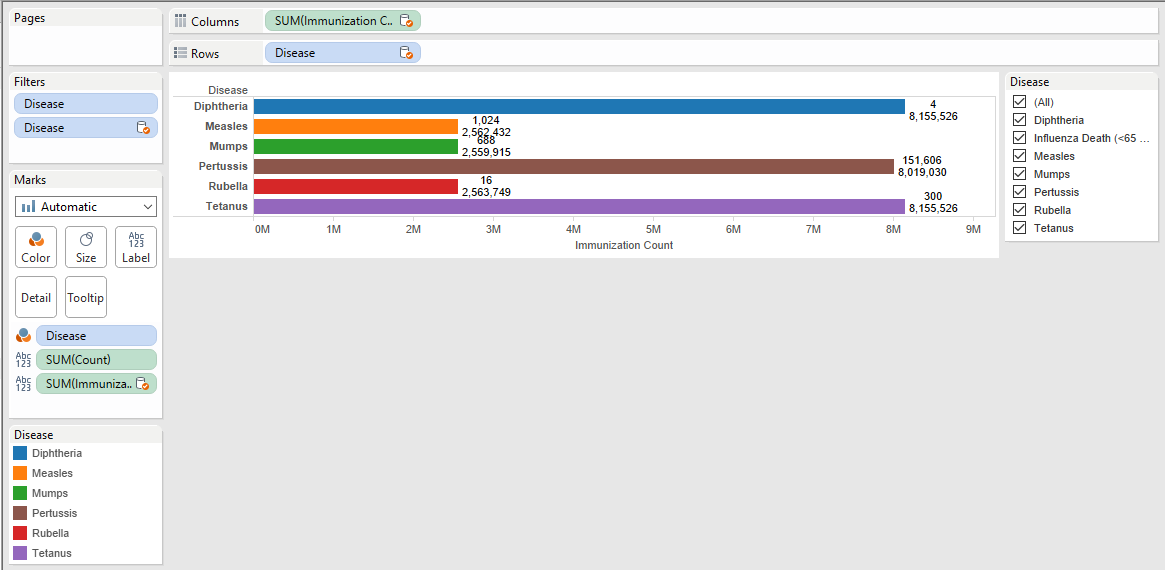 Pages
Columns
SUM(Immunization C..
Rows
Disease
Filters
Disease
Disease
Marks
Automatic
Color
Size
Abc
123
Label
Detail
Tooltip
Disease
Abc
123
SUM(Count)
Abc
123
SUM(Immuniza..
Disease
Diphtheria
Measles
Mumps
Pertussis
Rubella
Tetanus
Disease
Diphtheria
4
8,155,526
Measles
1,024
2,562,432
Mumps
688
2,559,915
Pertussis
151,606
8,019,030
Rubella
16
2,563,749
Tetanus
300
8,155,526
0M 1M 2M 3M 4M 5M 6M 7M 8M 9M
Immunization Count
Disease
(All)
Diphtheria
Influenza Death (<65 ...
Measles
Mumps
Pertussis
Rubella
Tetanus